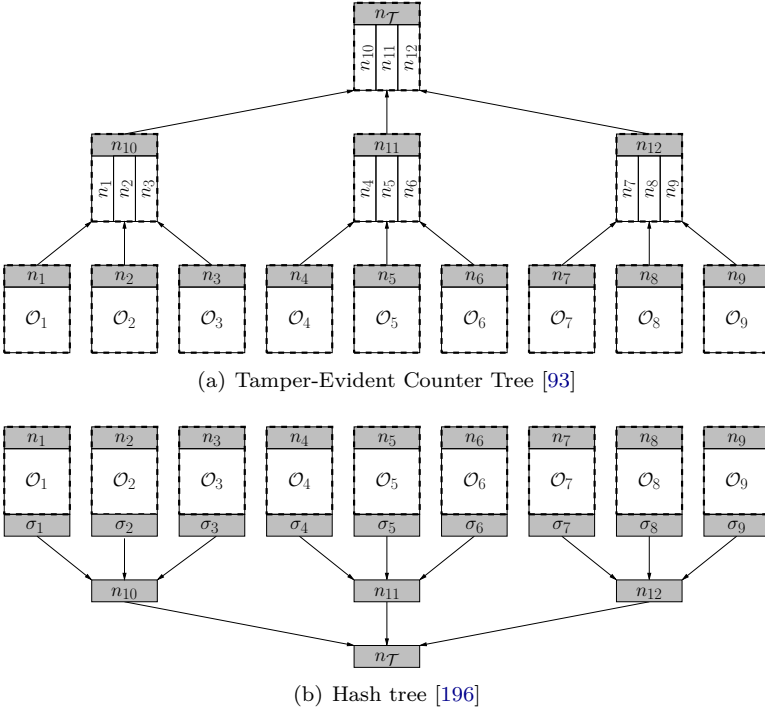 n𝒯
n10 n11 n12
n10 n11 n12
n1 n2 n3 n4 n5 n6 n7 n8 n9
n1 n2 n3 n4 n5 n6 n7 n8 n9
𝒪1 𝒪2 𝒪3 𝒪4 𝒪5 𝒪6 𝒪7 𝒪8 𝒪9
(a) Tamper-Evident Counter Tree [93]
n1 n2 n3 n4 n5 n6 n7 n8 n9
𝒪1 𝒪2 𝒪3 𝒪4 𝒪5 𝒪6 𝒪7 𝒪8 𝒪9
σ1 σ2 σ3 σ4 σ5 σ6 σ7 σ8 σ9
n10 n11 n12
n𝒯
(b) Hash tree [196]